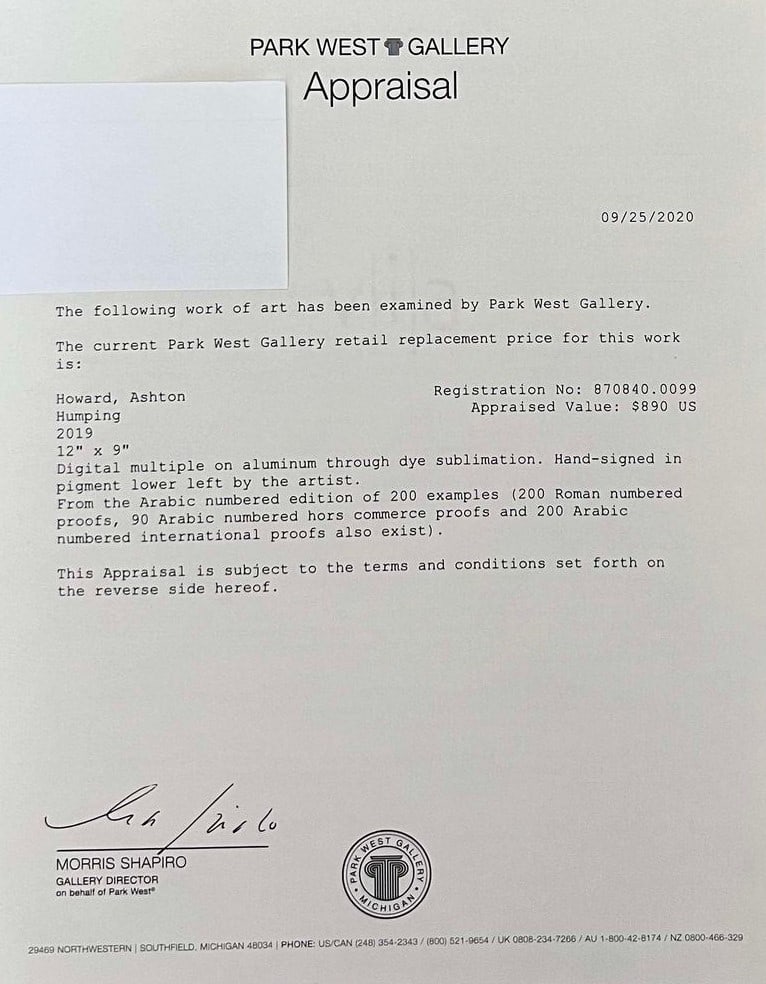 PARK WEST GALLERY
Appraisal
09/25/2020
The following work of art has been examined by Park West Gallery.
The current Park West Gallery retail replacement price for this work
is:
Howard, Ashton
Registration No: 870840.0099
Humping
Appraised Value: $890 US
2019
12" x 9"
Digital multiple on aluminum through dye sublimation. Hand-signed in
pigment lower left by the artist.
From the Arabic numbered edition of 200 examples (200 Roman numbered
proofs, 90 Arabic numbered hors commerce proofs and 200 Arabic
numbered international proofs also exist).
This Appraisal is subject to the terms and conditions set forth on
the reverse side hereof.
MORRIS SHAPIRO
GALLERY DIRECTOR
on behalf of Park West®
PARK WEST GALLERY
• MICHIGAN •
29469 NORTHWESTERN | SOUTHFIELD, MICHIGAN 48034 | PHONE: US/CAN (248) 354-2343 / (800) 521-9654 / UK 0808-234-7266 / AU 1-800-42-8174 / NZ 0800-466-329